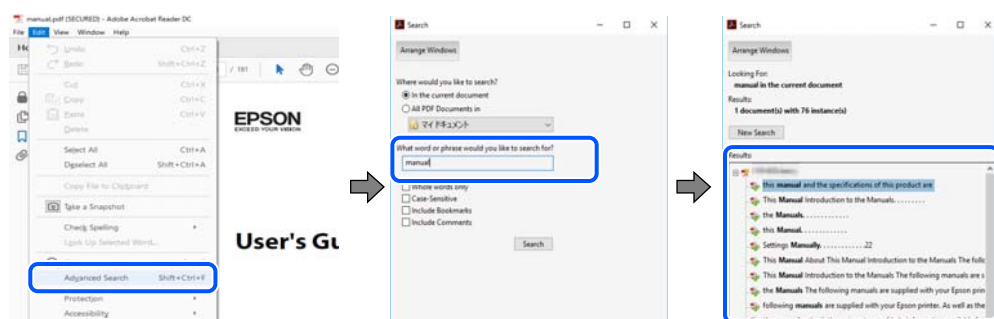 manual.pdf (SECURED) - Adobe Acrobat Reader DC
File Edit View Window Help
Undo Ctrl+Z
Redo Shift+Ctrl+Z
Cut Ctrl+X
Copy Ctrl+C
Paste Ctrl+V
Delete
Select All Ctrl+A
Deselect All Shift+Ctrl+A
Copy File to Clipboard
Take a Snapshot
Check Spelling
Look Up Selected Word...
Advanced Search Shift+Ctrl+F
Protection
Accessibility
/ 181
EPSON
EXCEED YOUR VISION
User's Gu
Search
Arrange Windows
Where would you like to search?
In the current document
All PDF Documents in
マイ ドキュメント
What word or phrase would you like to search for?
manual
Whole words only
Case-Sensitive
Include Bookmarks
Include Comments
Search
Search
Arrange Windows
Looking For:
manual in the current document
Results:
1 document(s) with 76 instance(s)
New Search
Results:
this manual and the specifications of this product are
This Manual Introduction to the Manuals. . . . . . . . .
the Manuals. . . . . . . . . . . . .
this Manual. . . . . . . . . . . . .
Settings Manually. . . . . . . . . . . . .22
This Manual About This Manual Introduction to the Manuals The follo
This Manual Introduction to the Manuals The following manuals are s
the Manuals The following manuals are supplied with your Epson prin
following manuals are supplied with your Epson printer. As well as the